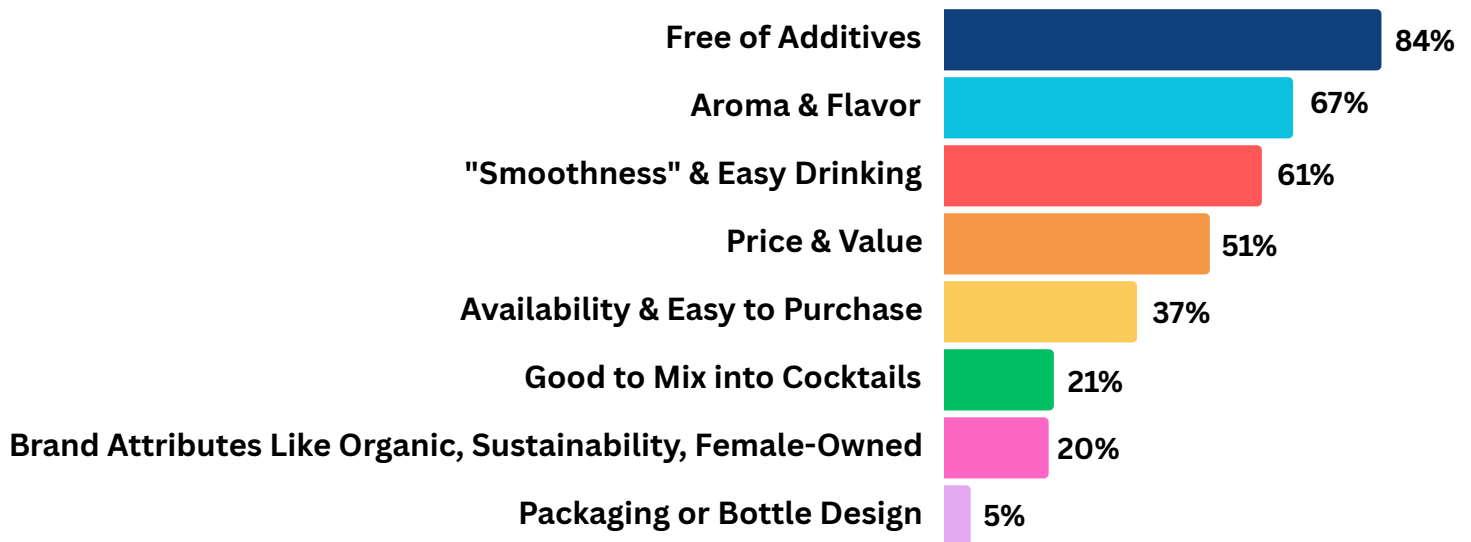 Free of Additives 84%
Aroma & Flavor 67%
"Smoothness" & Easy Drinking 61%
Price & Value 51%
Availability & Easy to Purchase 37%
Good to Mix into Cocktails 21%
Brand Attributes Like Organic, Sustainability, Female-Owned 20%
Packaging or Bottle Design 5%